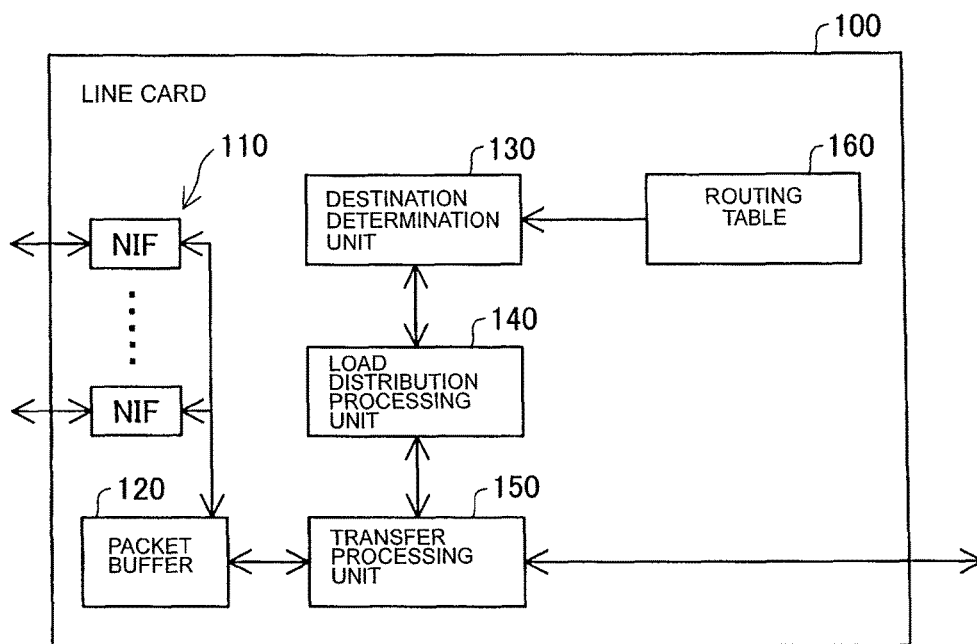 100
LINE CARD
110
130
160
DESTINATION
DETERMINATION
UNIT
ROUTING
TABLE
NIF
140
LOAD
DISTRIBUTION
PROCESSING
UNIT
NIF
120
150
PACKET
BUFFER
TRANSFER
PROCESSING
UNIT